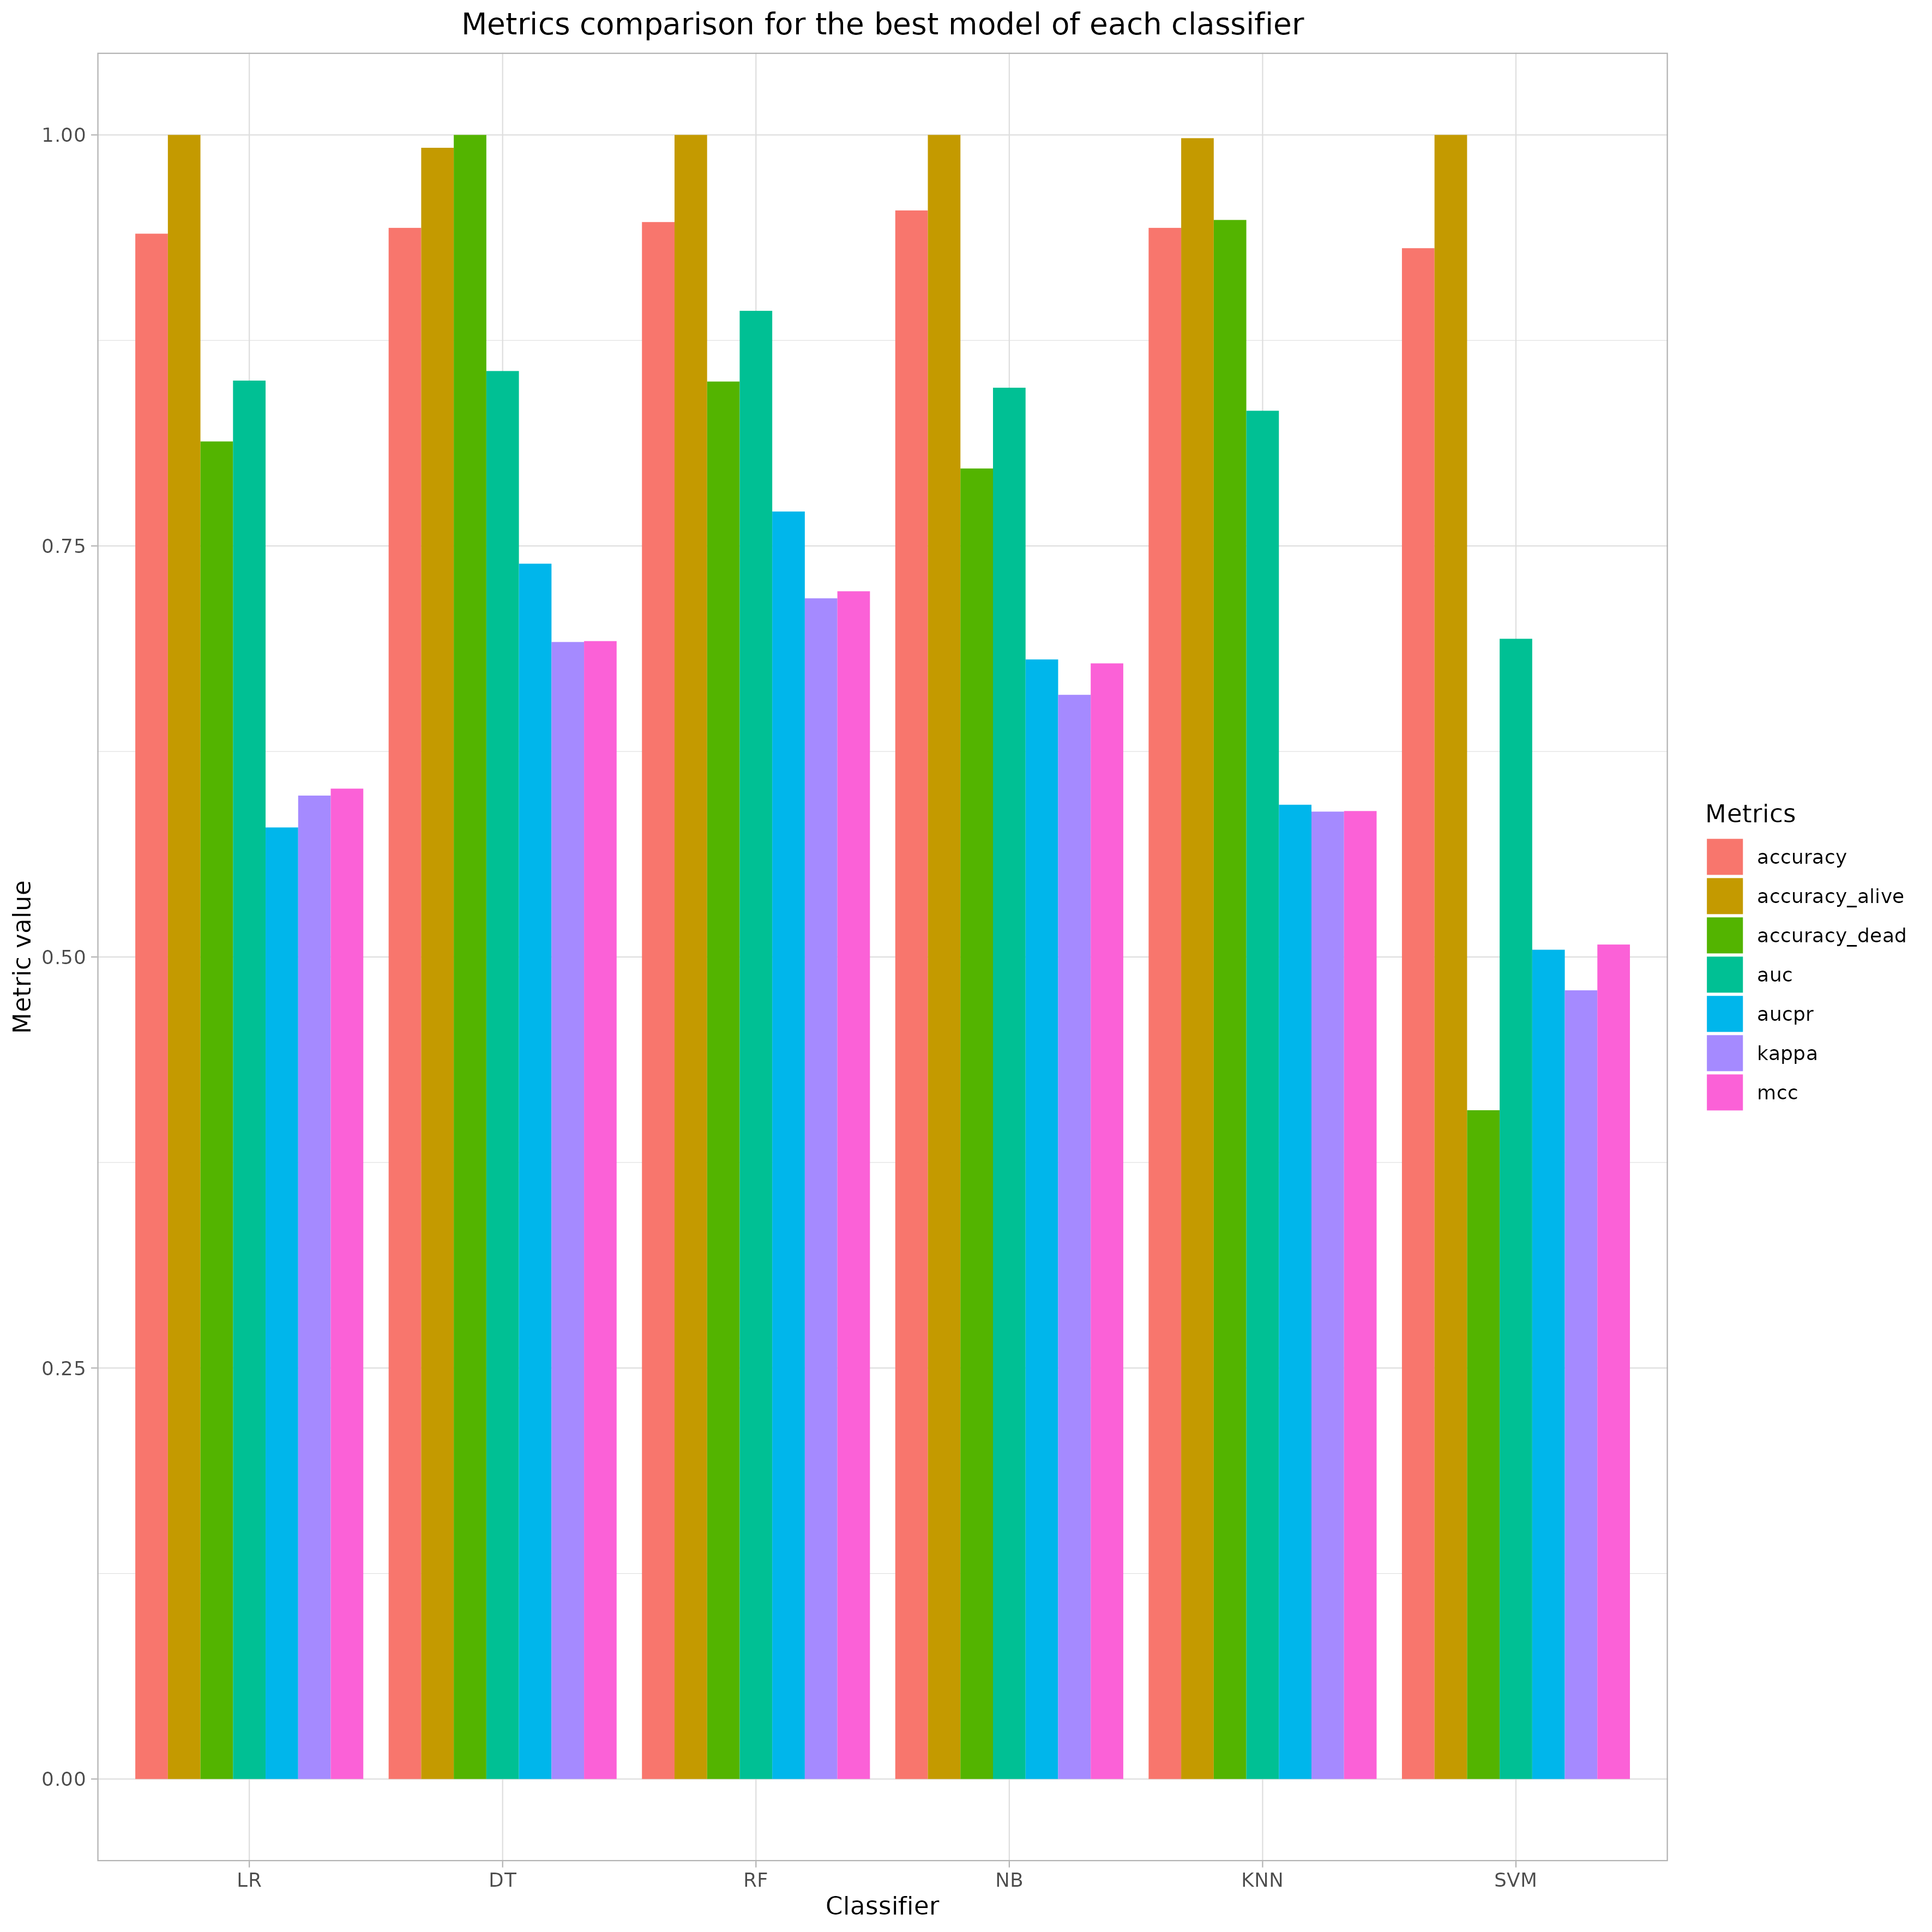 Metrics comparison for the best model of each classifier
1.00
0.75
0.50
0.25
0.00
Metric value
LR DT RF NB KNN SVM
Classifier
Metrics
accuracy
accuracy_alive
accuracy_dead
auc
aucpr
kappa
mcc